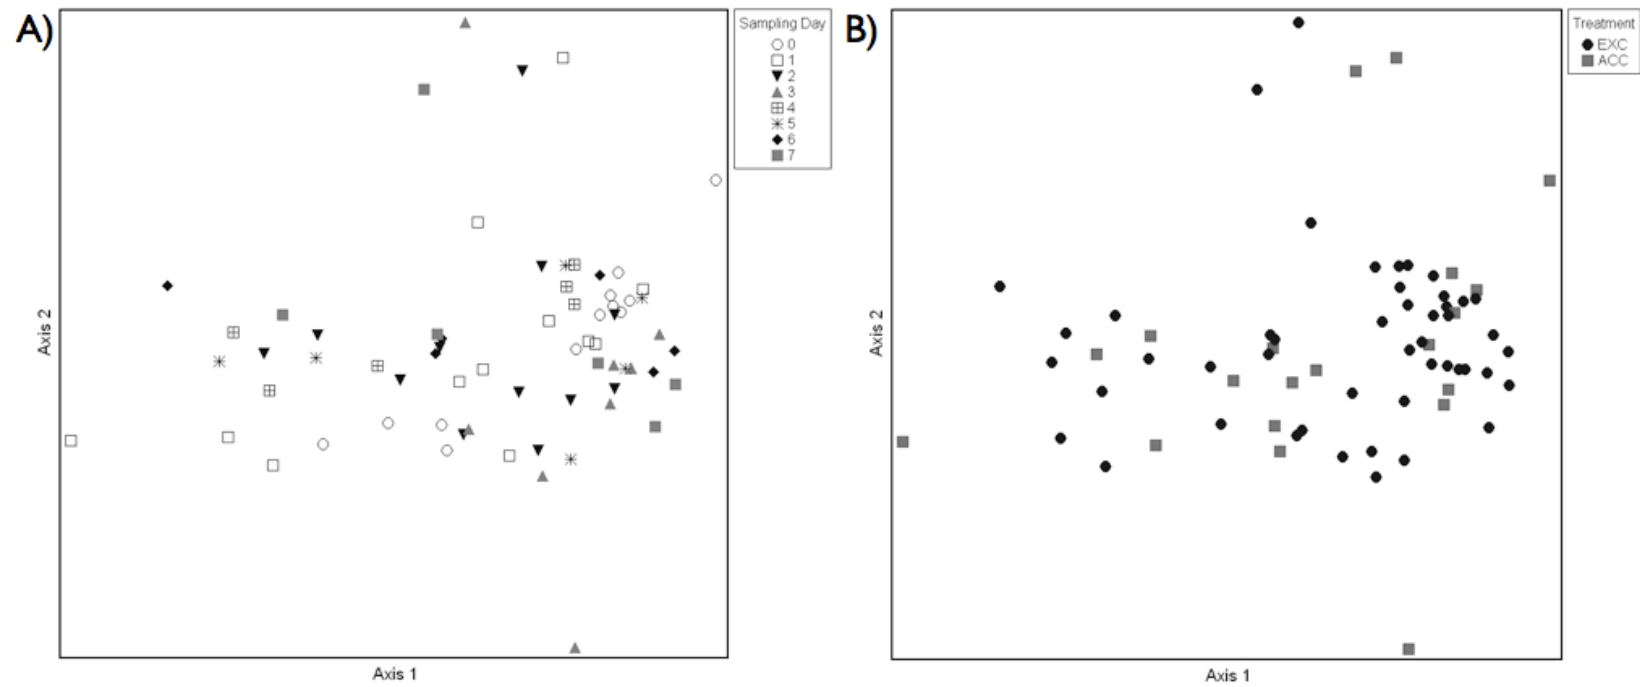 A)
Sampling Day
0
1
2
3
4
5
6
7
Axis 2
Axis 1
B)
Treatment
EXC
ACC
Axis 2
Axis 1